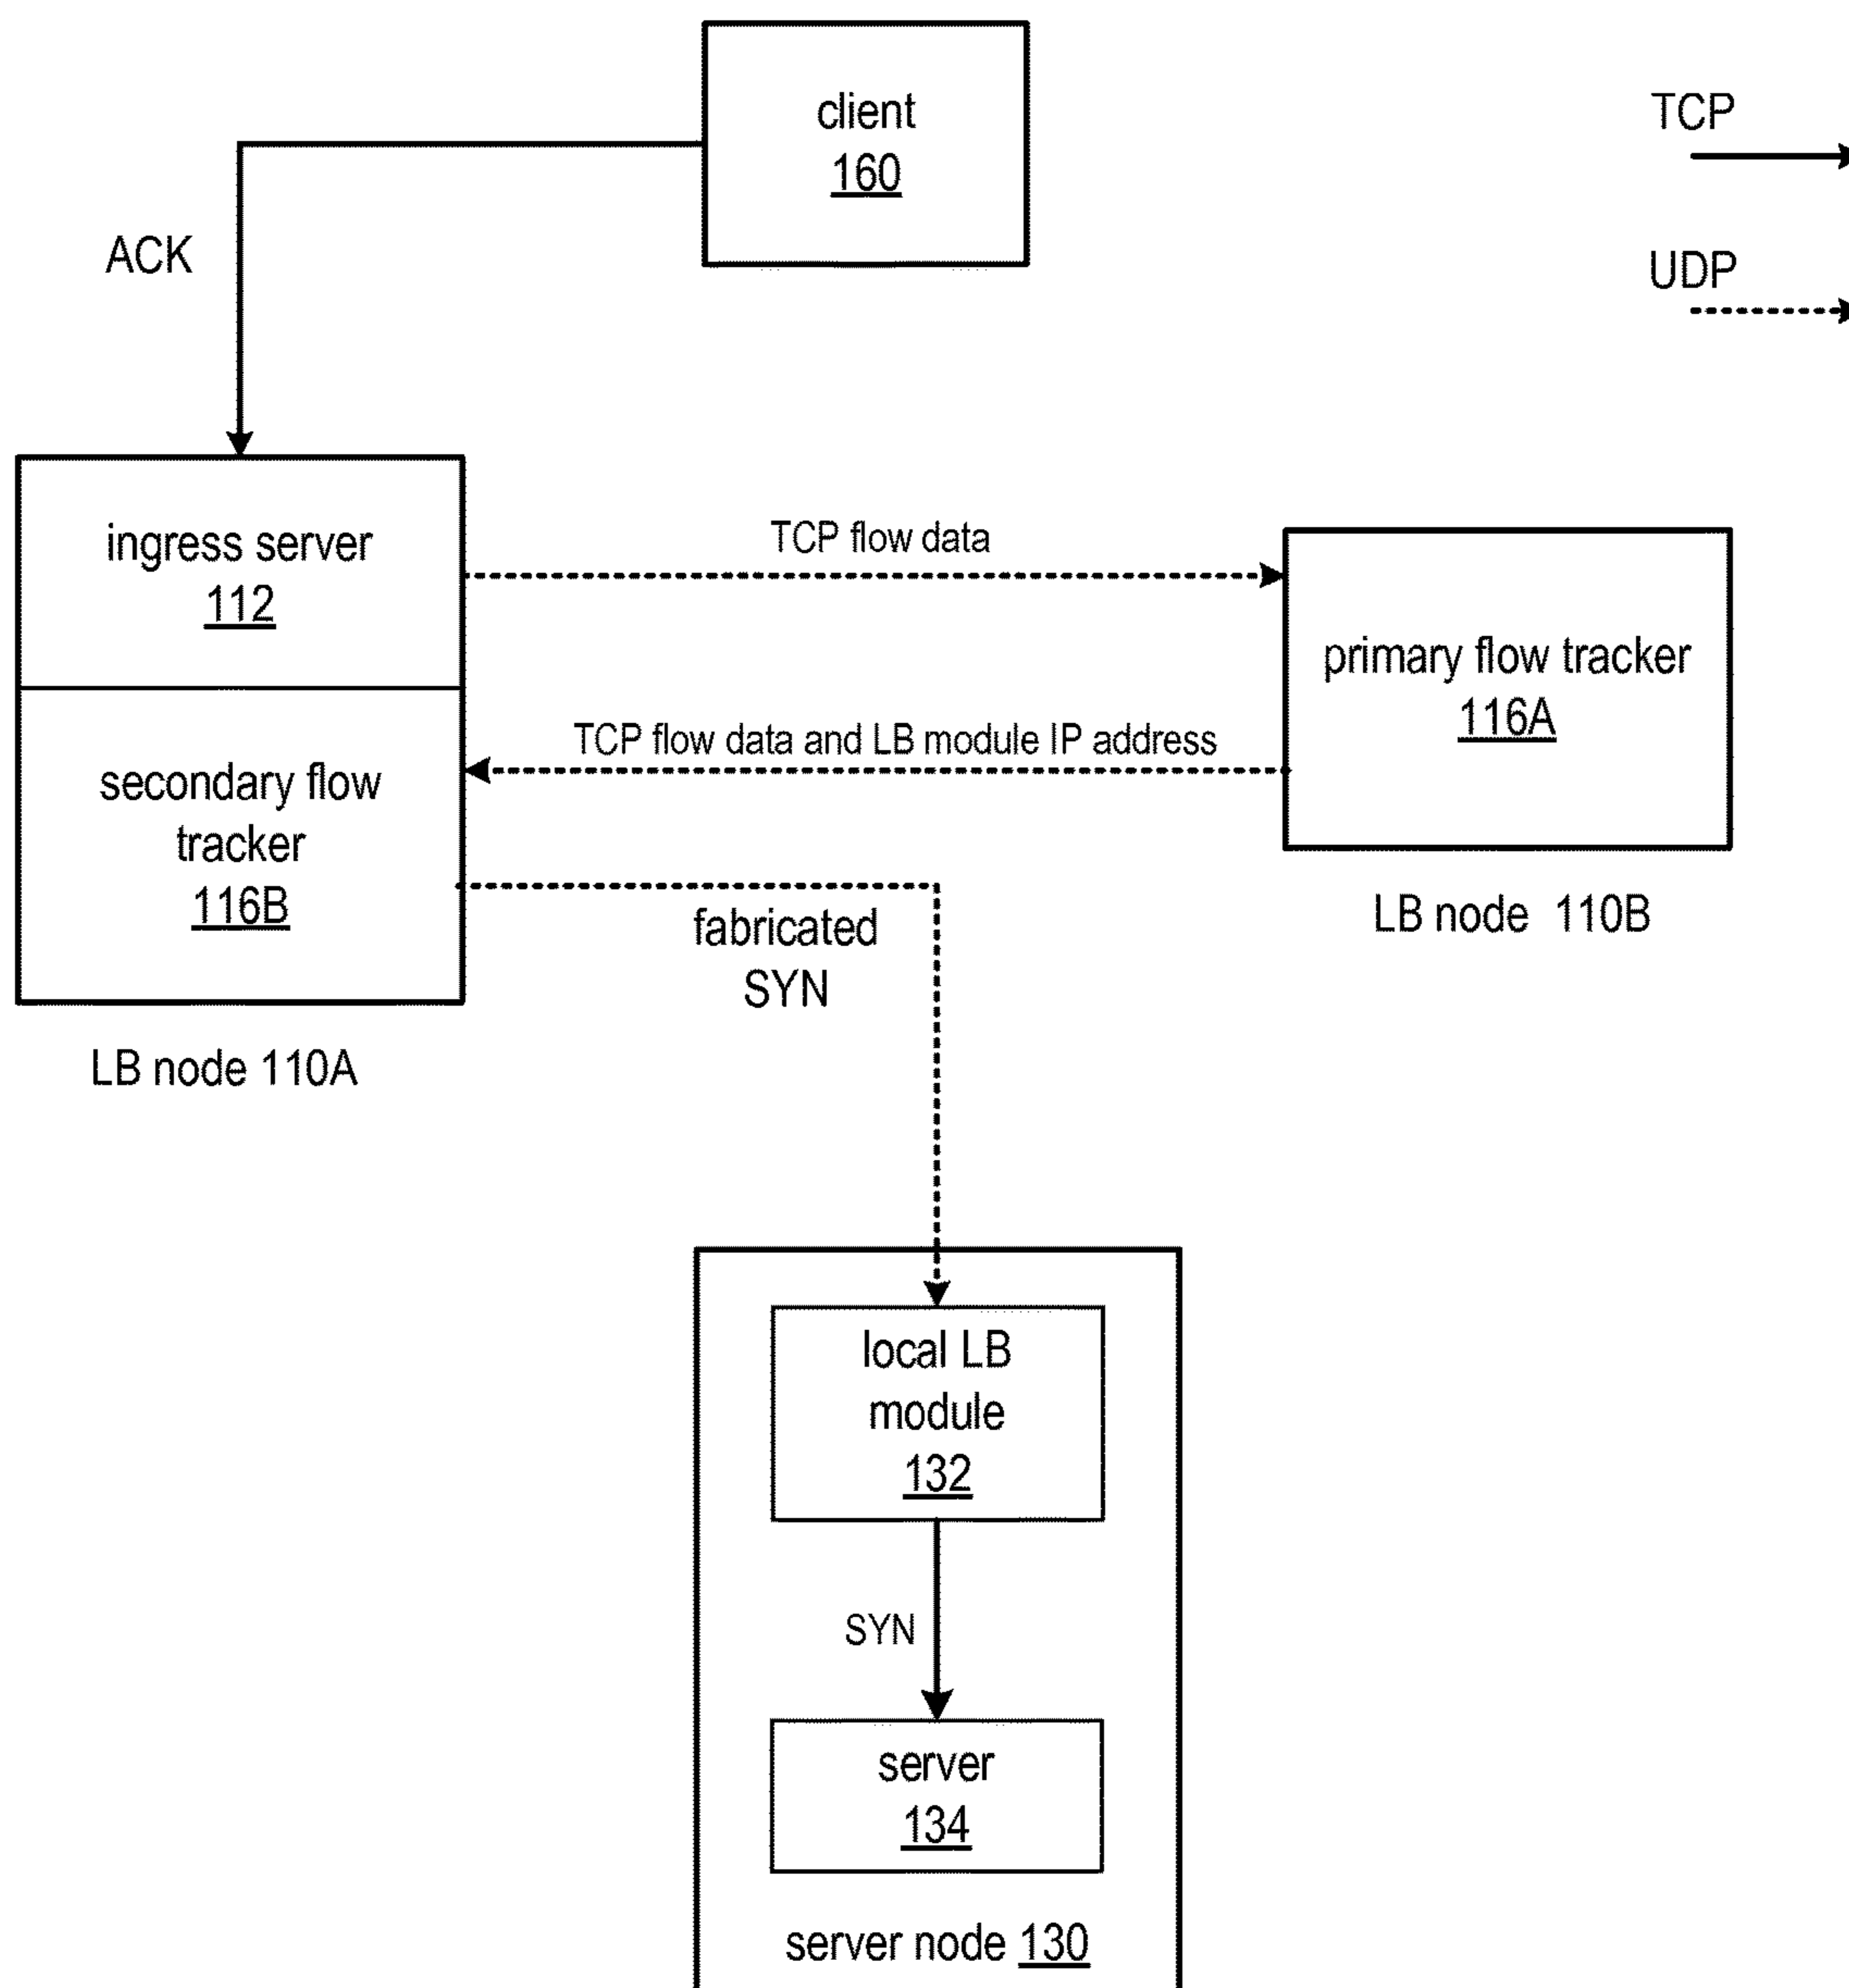 client
160
TCP
UDP
ACK
ingress server
112
TCP flow data
primary flow tracker
116A
TCP flow data and LB module IP address
secondary flow
tracker
116B
fabricated
SYN
LB node 110B
LB node 110A
local LB
module
132
SYN
server
134
server node 130